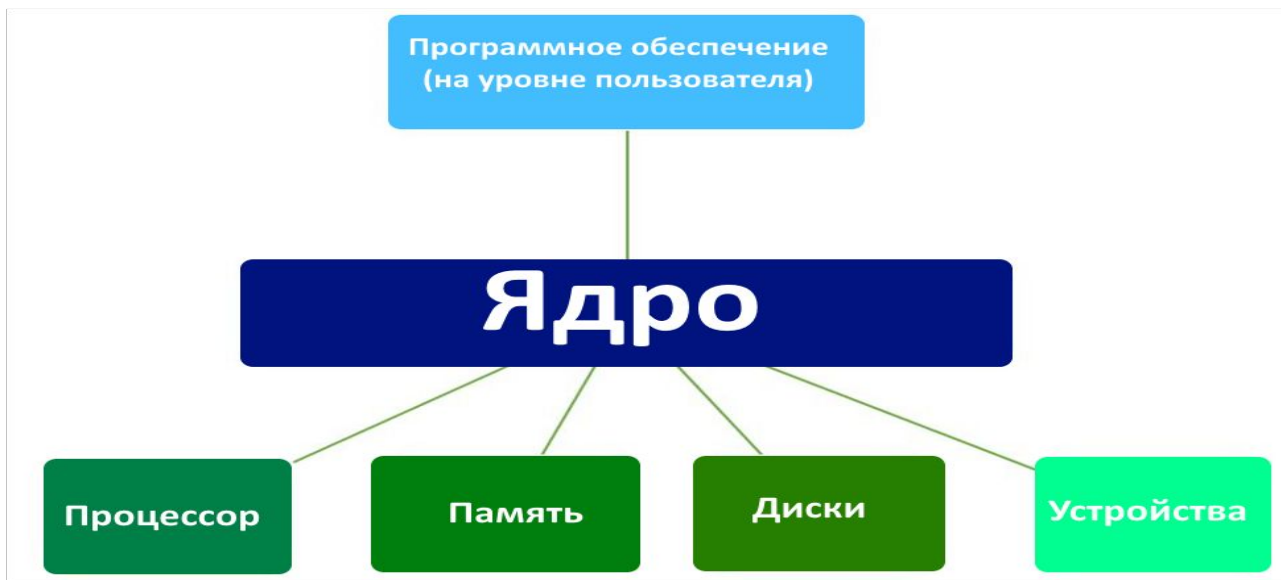 Программное обеспечение
(на уровне пользователя)
Ядро
Процессор
Память
Диски
Устройства